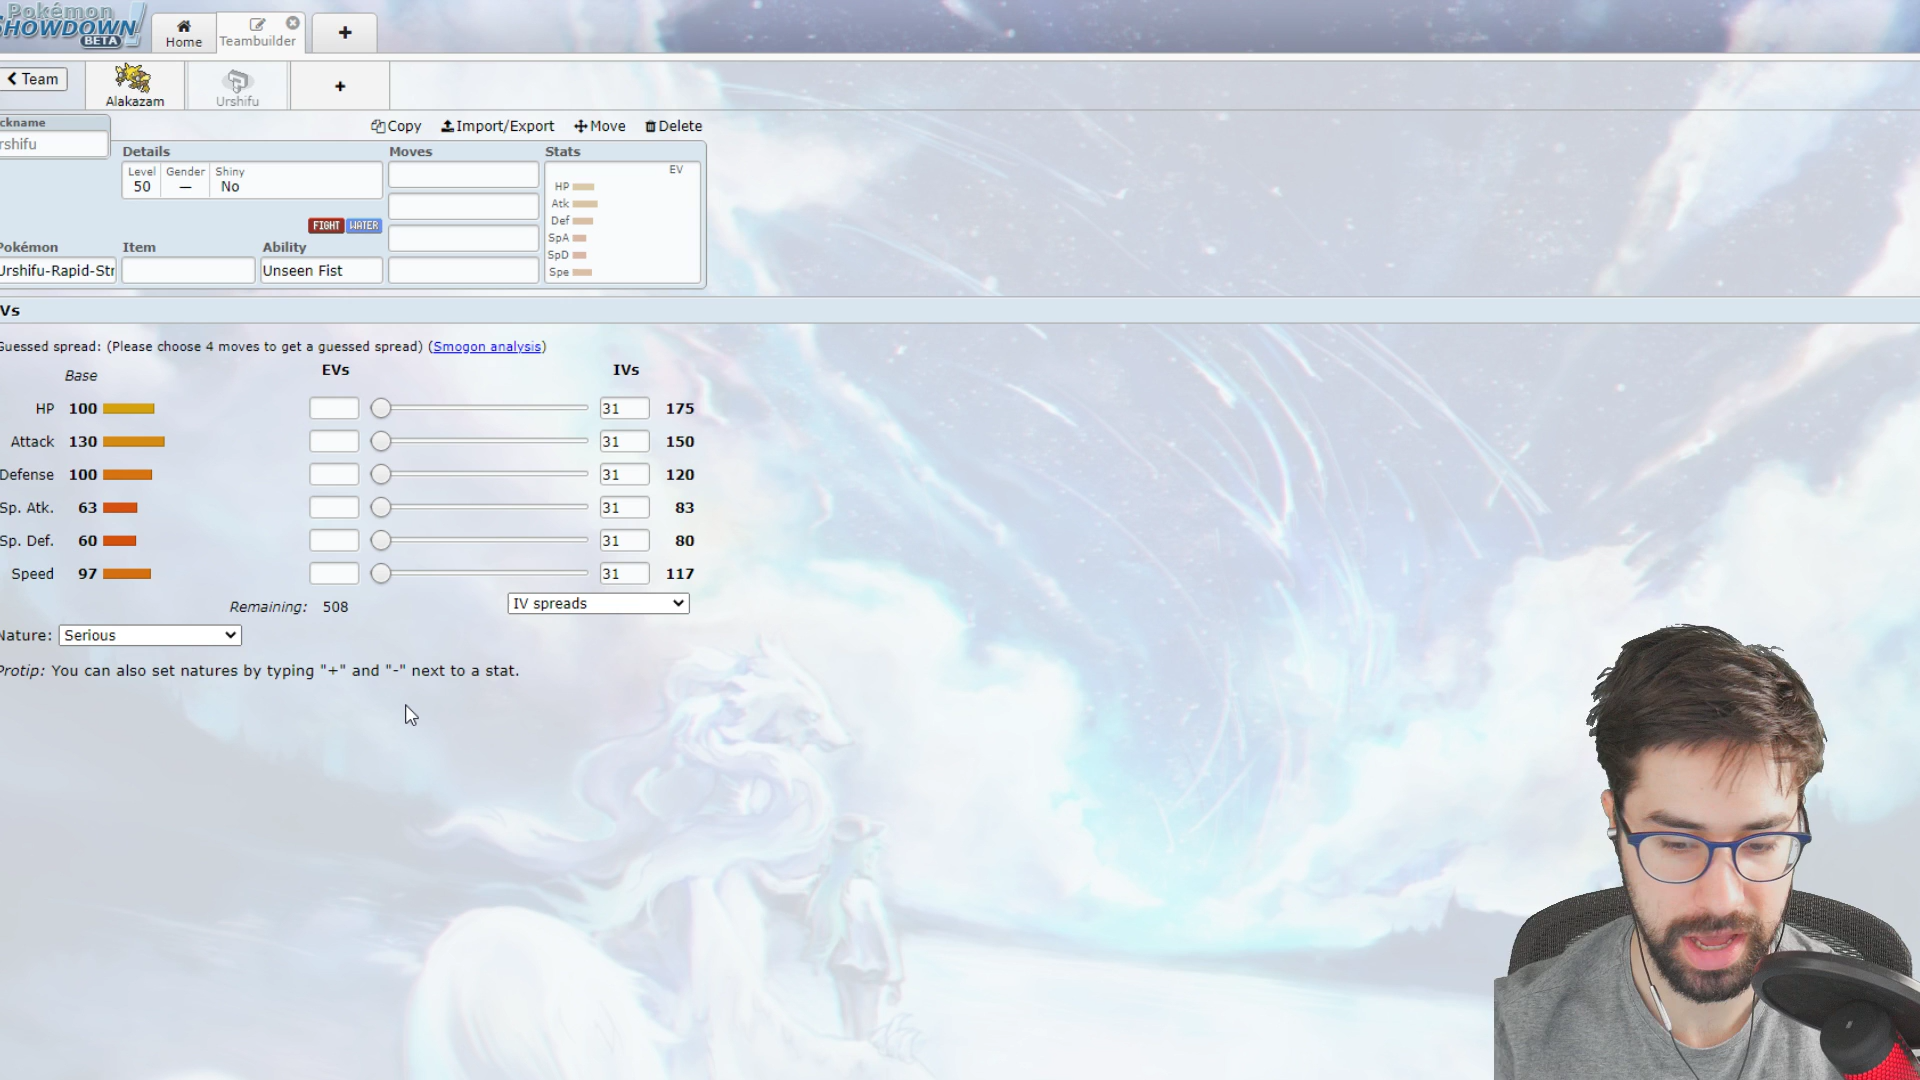 Pokémon
SHOWDOWN!
BETA
Home
Teambuilder
+
Team
Alakazam
Urshifu
+
ckname
rshifu
Copy
Import/Export
Move
Delete
Details
Moves
Stats
Level
Gender
Shiny
50
—
No
EV
HP
Atk
Def
SpA
SpD
Spe
FIGHT
WATER
Pokémon
Item
Ability
Urshifu-Rapid-Str
Unseen Fist
Vs
Guessed spread: (Please choose 4 moves to get a guessed spread) (Smogon analysis)
Base
EVs
IVs
HP 100 31 175
Attack 130 31 150
Defense 100 31 120
Sp. Atk. 63 31 83
Sp. Def. 60 31 80
Speed 97 31 117
Remaining: 508
IV spreads
Nature: Serious
Protip: You can also set natures by typing "+" and "-" next to a stat.